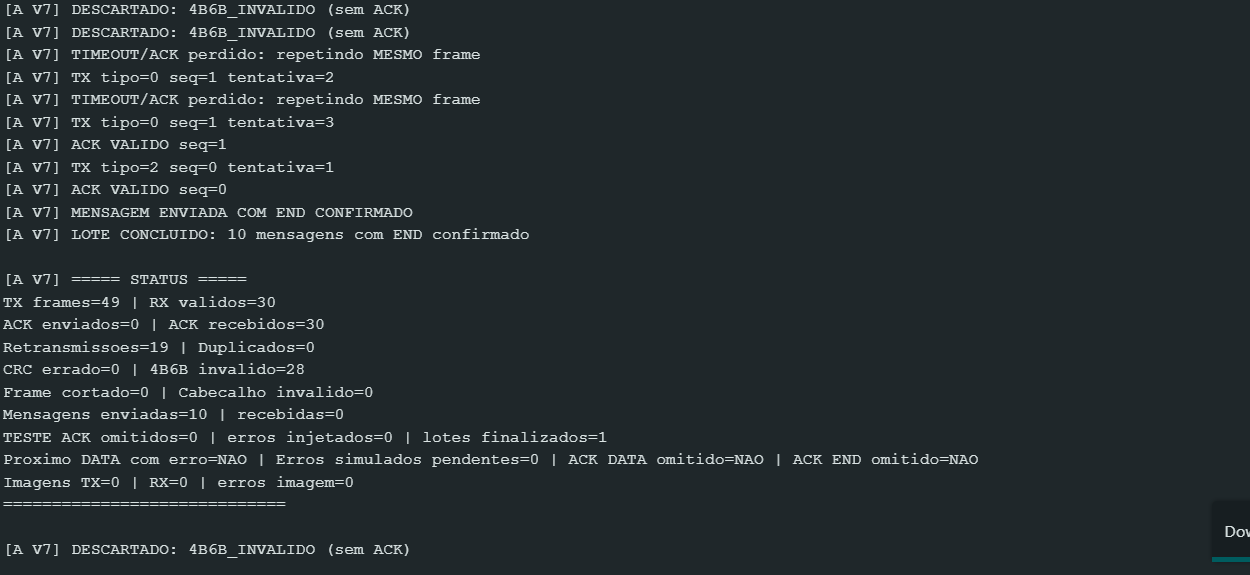 [A V7] DESCARTADO: 4B6B_INVALIDO (sem ACK)
[A V7] DESCARTADO: 4B6B_INVALIDO (sem ACK)
[A V7] TIMEOUT/ACK perdido: repetindo MESMO frame
[A V7] TX tipo=0 seq=1 tentativa=2
[A V7] TIMEOUT/ACK perdido: repetindo MESMO frame
[A V7] TX tipo=0 seq=1 tentativa=3
[A V7] ACK VALIDO seq=1
[A V7] TX tipo=2 seq=0 tentativa=1
[A V7] ACK VALIDO seq=0
[A V7] MENSAGEM ENVIADA COM END CONFIRMADO
[A V7] LOTE CONCLUIDO: 10 mensagens com END confirmado
[A V7] ===== STATUS =====
TX frames=49 | RX validos=30
ACK enviados=0 | ACK recebidos=30
Retransmissoes=19 | Duplicados=0
CRC errado=0 | 4B6B invalido=28
Frame cortado=0 | Cabecalho invalido=0
Mensagens enviadas=10 | recebidas=0
TESTE ACK omitidos=0 | erros injetados=0 | lotes finalizados=1
Proximo DATA com erro=NAO | Erros simulados pendentes=0 | ACK DATA omitido=NAO | ACK END omitido=NAO
Imagens TX=0 | RX=0 | erros imagem=0
=============================
Dow
[A V7] DESCARTADO: 4B6B_INVALIDO (sem ACK)